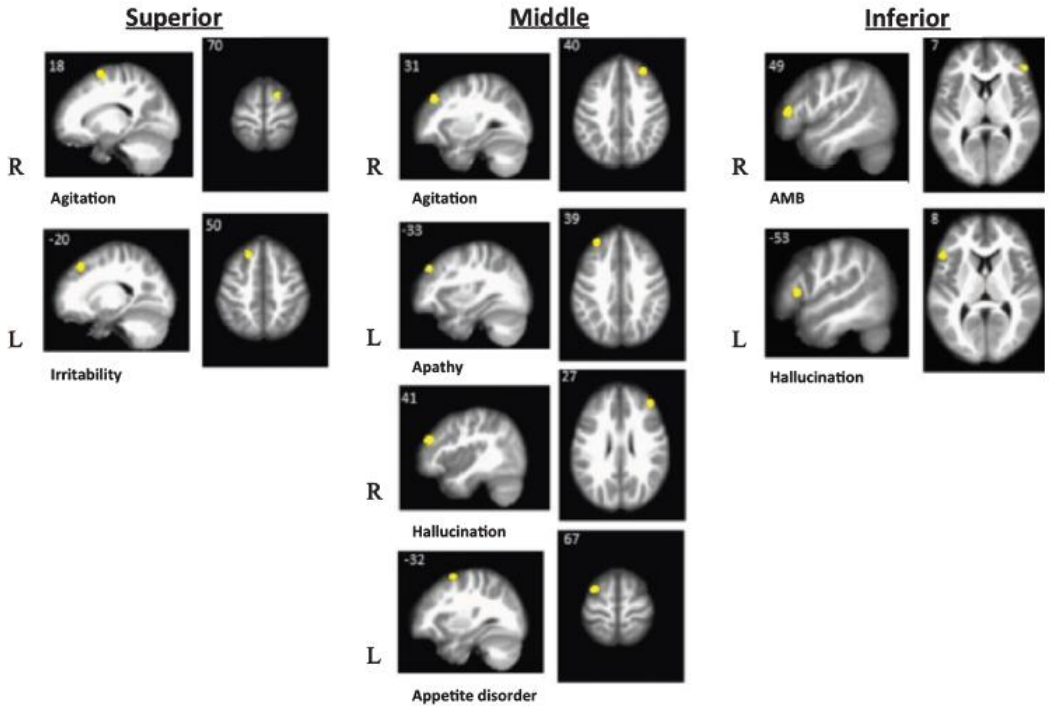 Superior
Middle
Inferior
18
70
R
Agitation
-20
50
L
Irritability
31
40
R
Agitation
-33
39
L
Apathy
41
27
R
Hallucination
-32
67
L
Appetite disorder
49
7
R
AMB
-53
8
L
Hallucination